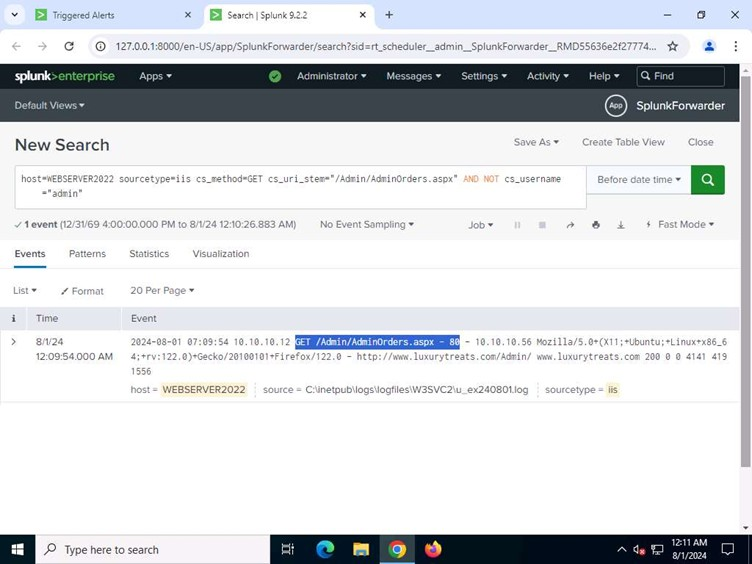 Triggered Alerts
Search | Splunk 9.2.2
127.0.0.1:8000/en-US/app/SplunkForwarder/search?sid=rt_scheduler__admin__SplunkForwarder__RMD55636e2f27774...
splunk>enterprise Apps Administrator Messages Settings Activity Help Find
Default Views App SplunkForwarder
New Search Save As Create Table View Close
host=WEBSERVER2022 sourcetype=iis cs_method=GET cs_uri_stem="/Admin/AdminOrders.aspx" AND NOT cs_username
="admin"
Before date time
1 event (12/31/69 4:00:00.000 PM to 8/1/24 12:10:26.883 AM) No Event Sampling Job Fast Mode
Events Patterns Statistics Visualization
List Format 20 Per Page
i Time Event
8/1/24
12:09:54.000 AM
2024-08-01 07:09:54 10.10.10.12 GET /Admin/AdminOrders.aspx - 80 - 10.10.10.56 Mozilla/5.0+(X11;+Ubuntu;+Linux+x86_6
4;+rv:122.0)+Gecko/20100101+Firefox/122.0 - http://www.luxurytreats.com/Admin/ www.luxurytreats.com 200 0 0 4141 419
1556
host = WEBSERVER2022 source = C:\inetpub\logs\logfiles\W3SVC2\u_ex240801.log sourcetype = iis
Type here to search
12:11 AM
8/1/2024